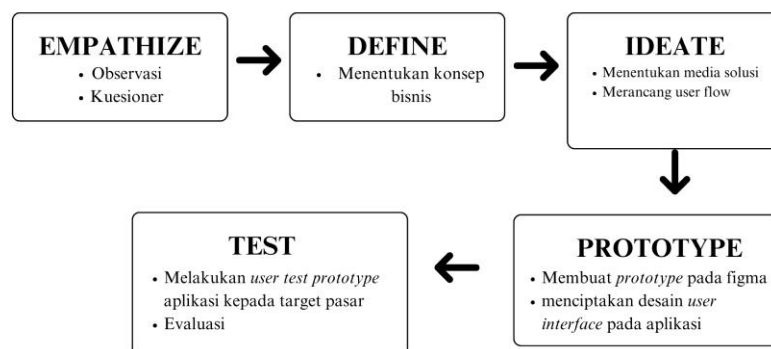 EMPATHIZE
• Observasi
• Kuesioner
DEFINE
• Menentukan konsep
bisnis
IDEATE
• Menentukan media solusi
• Merancang user flow
PROTOTYPE
• Membuat prototype pada figma
• menciptakan desain user
interface pada aplikasi
TEST
• Melakukan user test prototype
aplikasi kepada target pasar
• Evaluasi